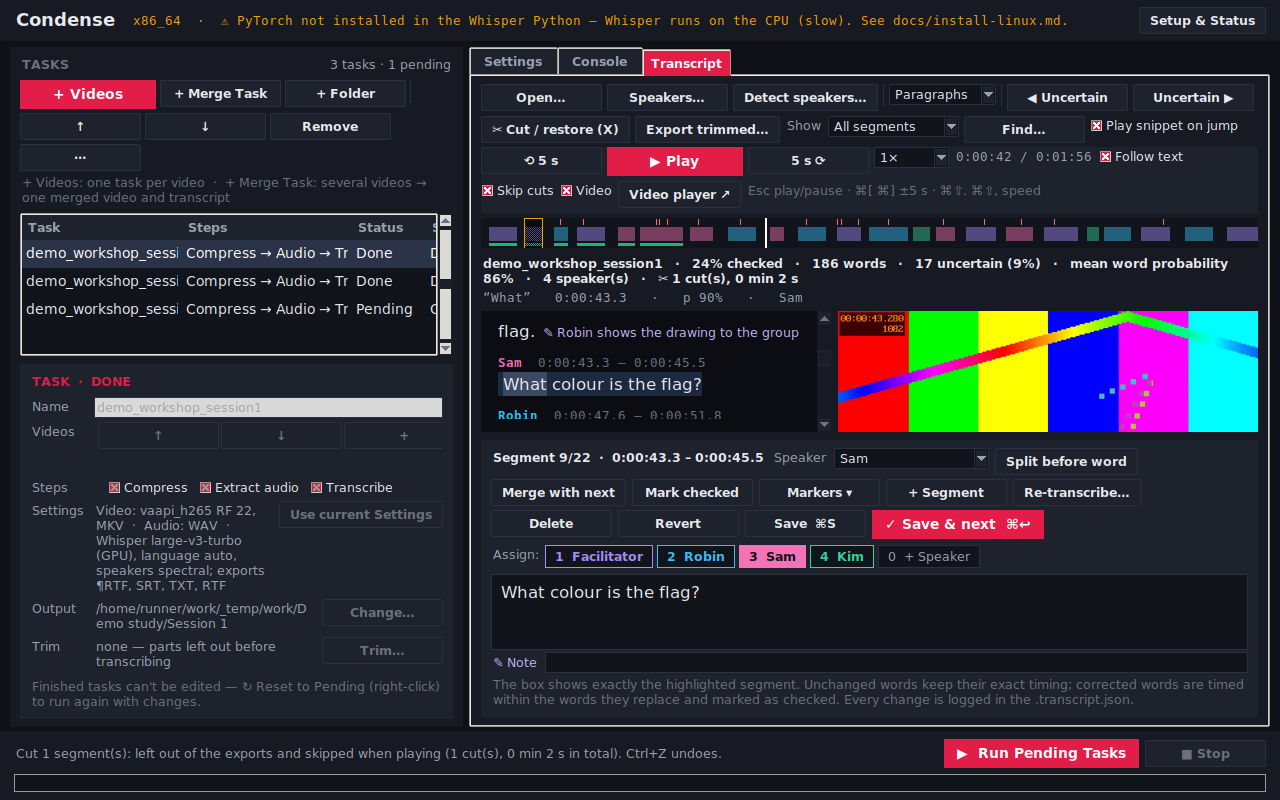 Condense x86_64 · ⚠ PyTorch not installed in the Whisper Python — Whisper runs on the CPU (slow). See docs/install-linux.md. Setup & Status
TASKS 3 tasks · 1 pending
+ Videos + Merge Task + Folder
↑ ↓ Remove
…
+ Videos: one task per video · + Merge Task: several videos →
one merged video and transcript
Task Steps Status
demo_workshop_sessi Compress → Audio → Tr Done
demo_workshop_sessi Compress → Audio → Tr Done
demo_workshop_sessi Compress → Audio → Tr Pending
TASK · DONE
Name demo_workshop_session1
Videos ↑ ↓ +
Steps Compress Extract audio Transcribe
Settings Video: vaapi_h265 RF 22, Use current Settings
MKV · Audio: WAV ·
Whisper large-v3-turbo
(GPU), language auto,
speakers spectral; exports
¶RTF, SRT, TXT, RTF
Output /home/runner/work/_temp/work/D Change…
emo study/Session 1
Trim none — parts left out before Trim…
transcribing
Finished tasks can't be edited — ↻ Reset to Pending (right-click)
to run again with changes.
Settings Console Transcript
Open… Speakers… Detect speakers… Paragraphs ◀ Uncertain Uncertain ▶
✂ Cut / restore (X) Export trimmed… Show All segments Find… Play snippet on jump
⟲ 5 s ▶ Play 5 s ⟳ 1× 0:00:42 / 0:01:56 Follow text
Skip cuts Video Video player ↗ Esc play/pause · ⌘[ ⌘] ±5 s · ⌘⇧. ⌘⇧, speed
demo_workshop_session1 · 24% checked · 186 words · 17 uncertain (9%) · mean word probability
86% · 4 speaker(s) · ✂ 1 cut(s), 0 min 2 s
“What” 0:00:43.3 · p 90% · Sam
flag. ✎ Robin shows the drawing to the group
Sam 0:00:43.3 – 0:00:45.5
What colour is the flag?
Robin 0:00:47.6 – 0:00:51.8
00:00:43.280
1082
Segment 9/22 · 0:00:43.3 – 0:00:45.5 Speaker Sam Split before word
Merge with next Mark checked Markers ▾ + Segment Re-transcribe…
Delete Revert Save ⌘S ✓ Save & next ⌘↩
Assign: 1 Facilitator 2 Robin 3 Sam 4 Kim 0 + Speaker
What colour is the flag?
✎ Note
The box shows exactly the highlighted segment. Unchanged words keep their exact timing; corrected words are timed
within the words they replace and marked as checked. Every change is logged in the .transcript.json.
Cut 1 segment(s): left out of the exports and skipped when playing (1 cut(s), 0 min 2 s in total). Ctrl+Z undoes. ▶ Run Pending Tasks ■ Stop